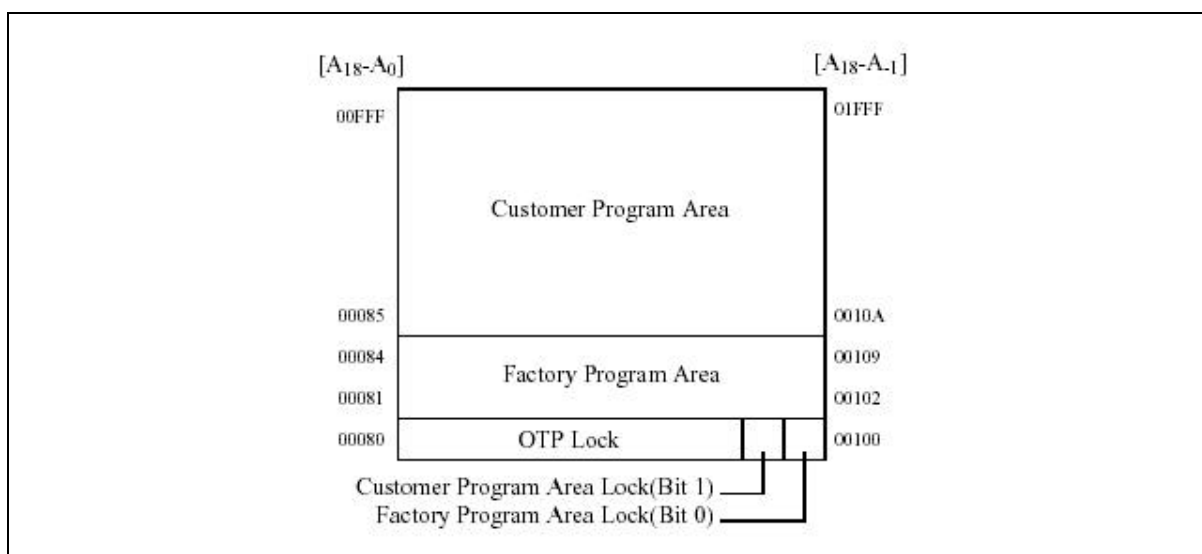 [A18-A0] [A18-A-1]
00FFF 01FFF
Customer Program Area
00085 0010A
00084 00109
Factory Program Area
00081 00102
00080 OTP Lock 00100
Customer Program Area Lock(Bit 1)
Factory Program Area Lock(Bit 0)